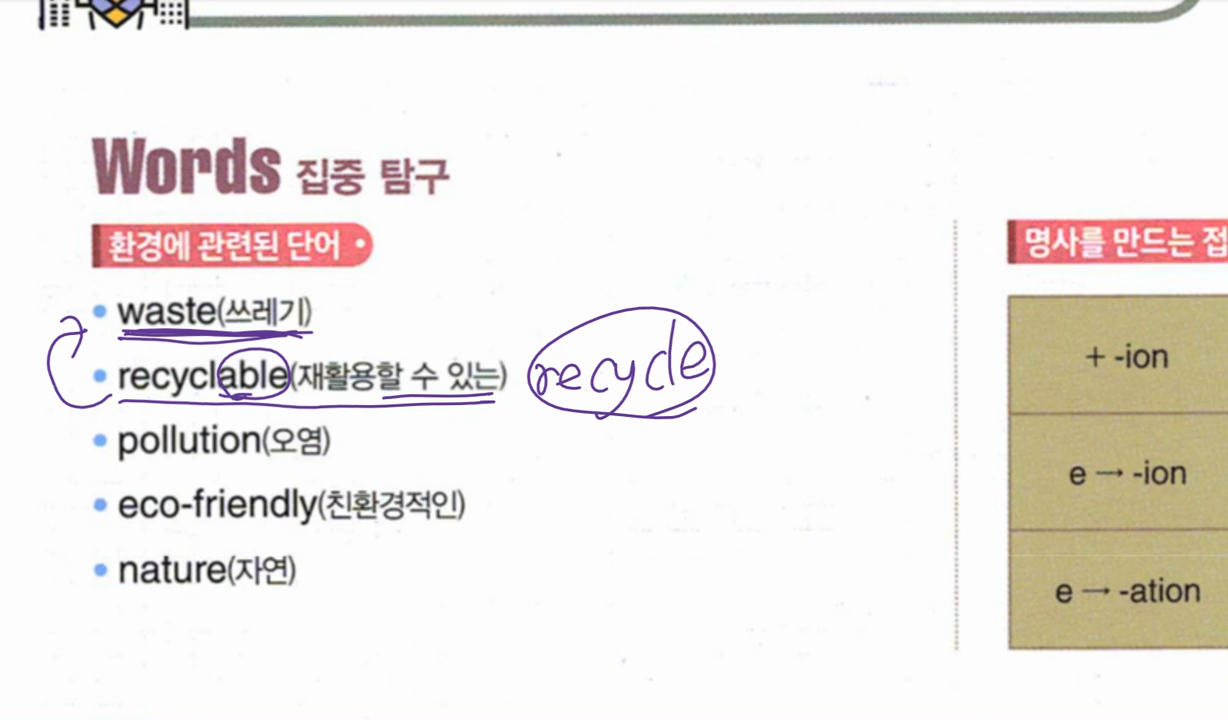 Words 집중 탐구
환경에 관련된 단어
waste(쓰레기)
recyclable(재활용할 수 있는) recycle
pollution(오염)
eco-friendly(친환경적인)
nature(자연)
명사를 만드는 접
+ -ion
e → -ion
e → -ation